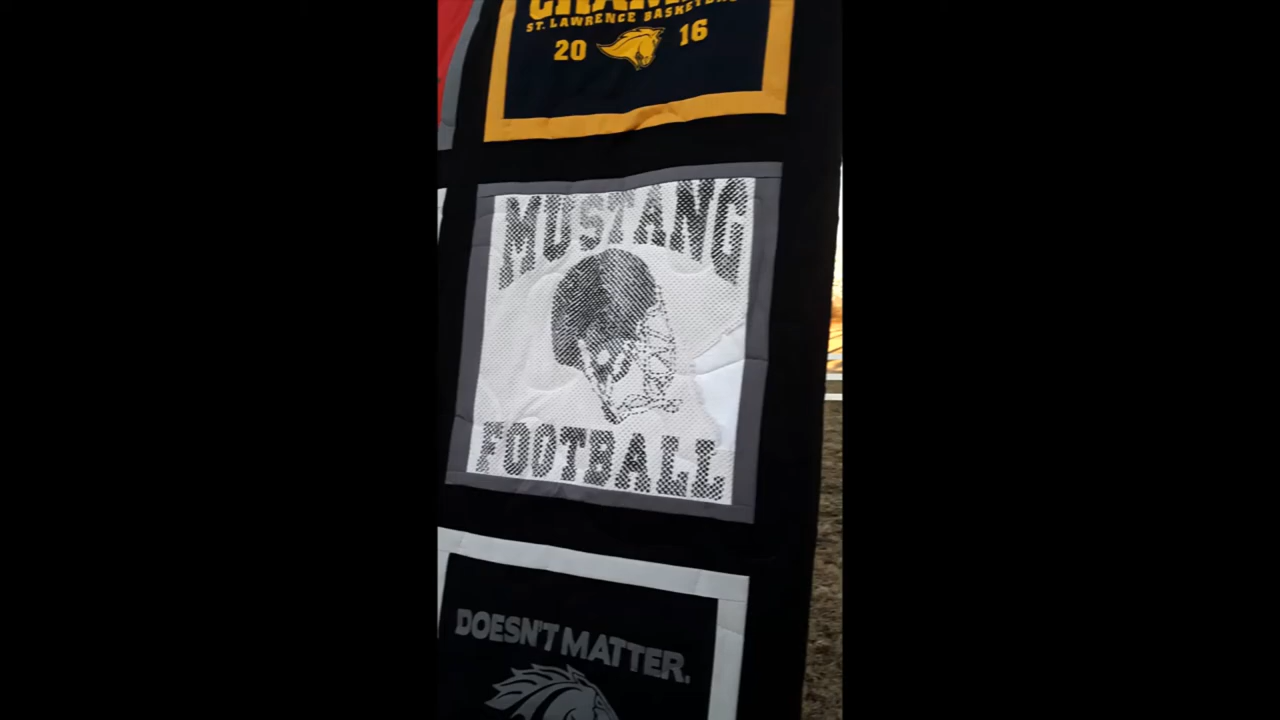 ST. LAWRENCE BASKETBALL
20 16
MUSTANG
FOOTBALL
DOESN'T MATTER.